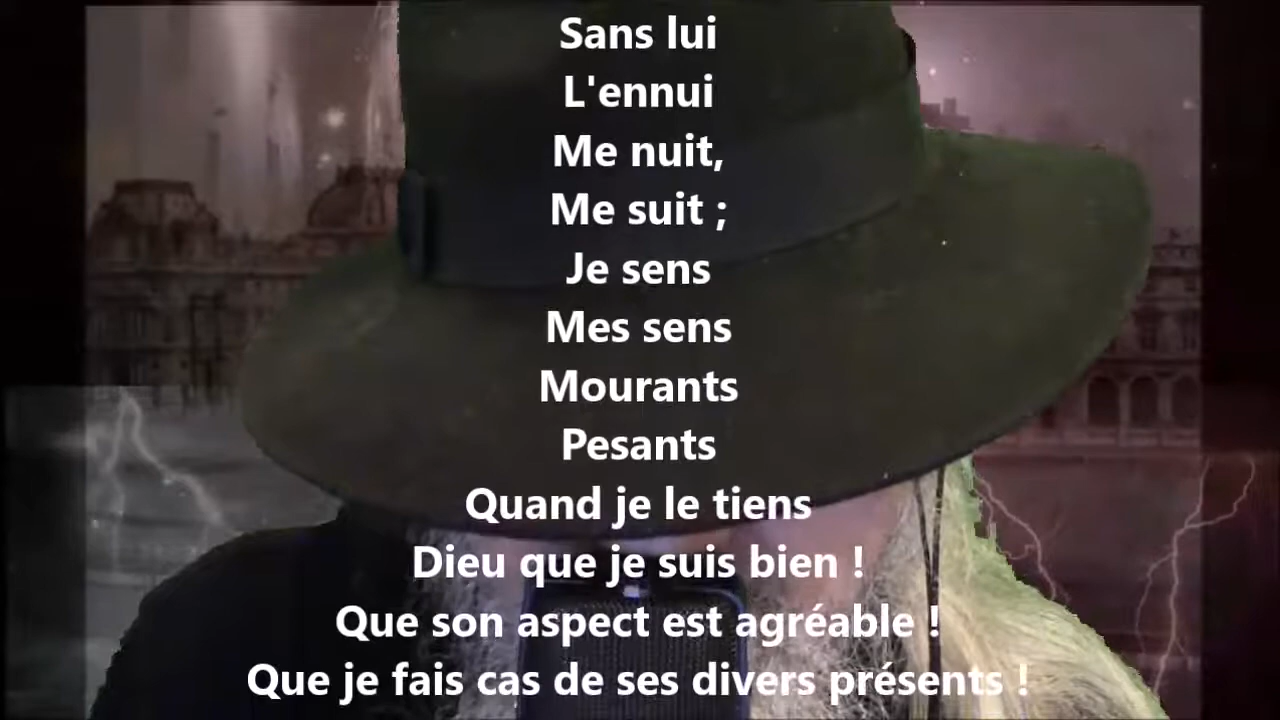 Sans lui
L'ennui
Me nuit,
Me suit ;
Je sens
Mes sens
Mourants
Pesants
Quand je le tiens
Dieu que je suis bien !
Que son aspect est agréable !
Que je fais cas de ses divers présents !